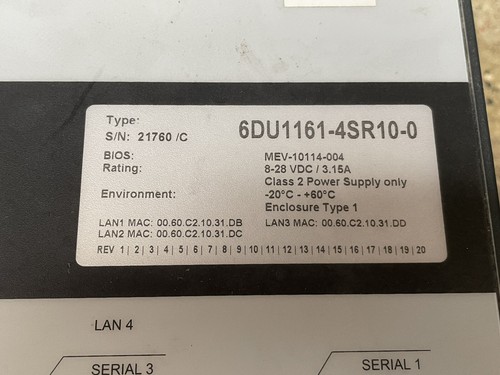 Type:
6DU1161-4SR10-0
S/N: 21760 /C
BIOS: MEV-10114-004
Rating: 8-28 VDC / 3.15A
Class 2 Power Supply only
Environment: -20°C - +60°C
Enclosure Type 1
LAN1 MAC: 00.60.C2.10.31.DB LAN3 MAC: 00.60.C2.10.31.DD
LAN2 MAC: 00.60.C2.10.31.DC
REV 1| 2| 3| 4| 5| 6| 7| 8| 9|10|11|12|13|14|15|16|17|18|19|20
LAN 4
SERIAL 3 SERIAL 1